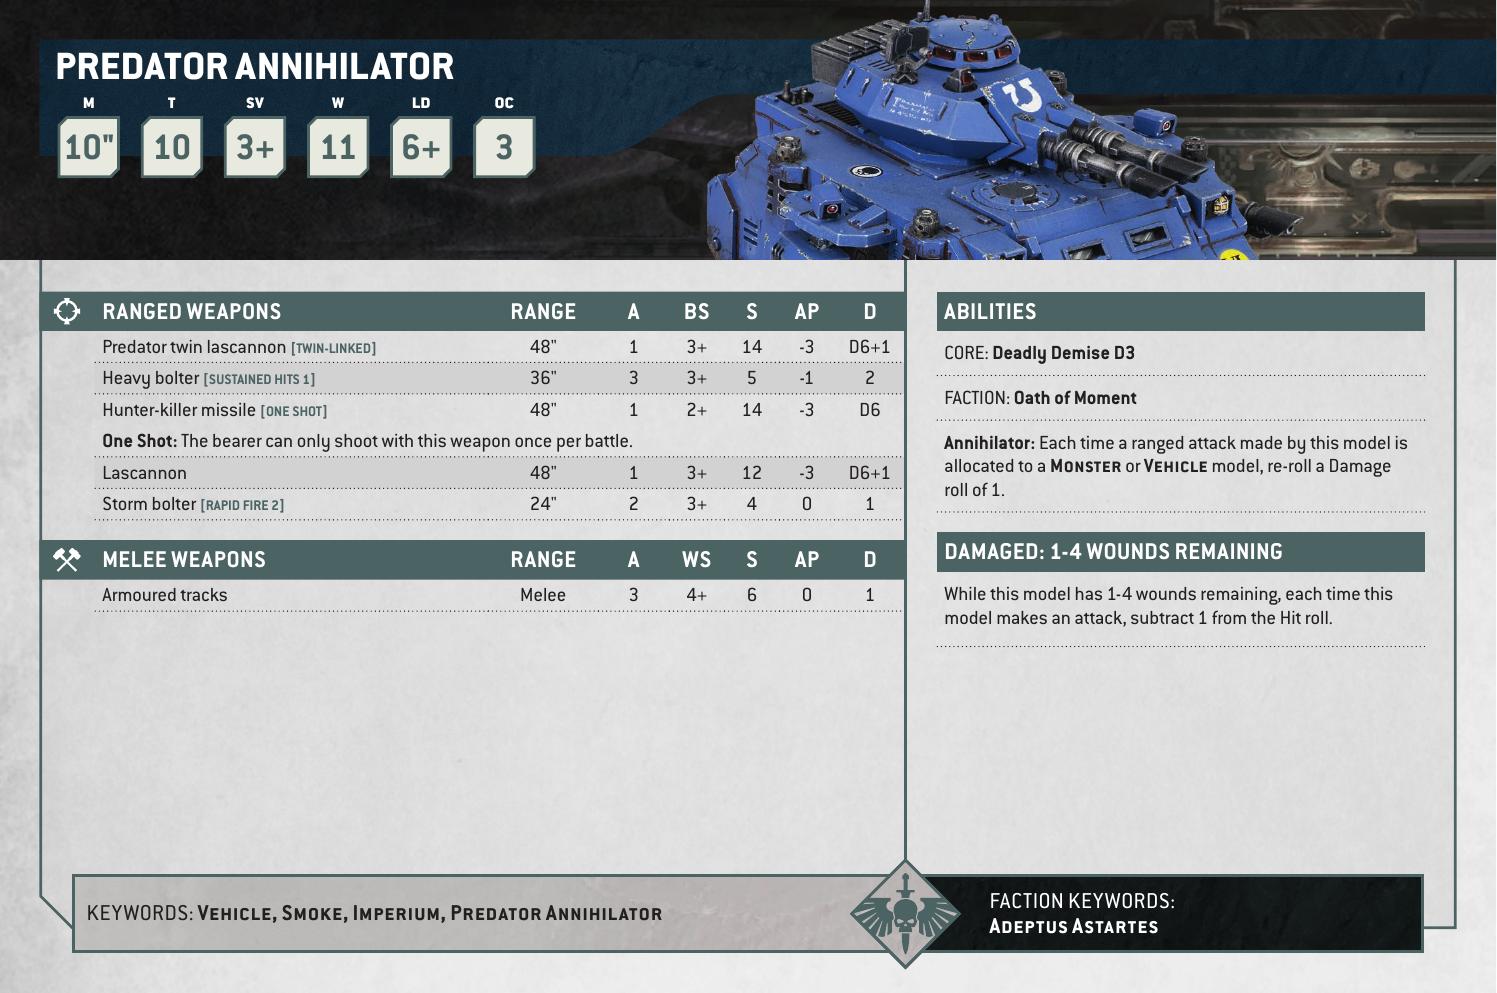 PREDATOR ANNIHILATOR
M T SV W LD OC
10" 10 3+ 11 6+ 3
RANGED WEAPONS RANGE A BS S AP D
Predator twin lascannon [TWIN-LINKED] 48" 1 3+ 14 -3 D6+1
Heavy bolter [SUSTAINED HITS 1] 36" 3 3+ 5 -1 2
Hunter-killer missile [ONE SHOT] 48" 1 2+ 14 -3 D6
One Shot: The bearer can only shoot with this weapon once per battle.
Lascannon 48" 1 3+ 12 -3 D6+1
Storm bolter [RAPID FIRE 2] 24" 2 3+ 4 0 1
MELEE WEAPONS RANGE A WS S AP D
Armoured tracks Melee 3 4+ 6 0 1
ABILITIES
CORE: Deadly Demise D3
FACTION: Oath of Moment
Annihilator: Each time a ranged attack made by this model is
allocated to a MONSTER or VEHICLE model, re-roll a Damage
roll of 1.
DAMAGED: 1-4 WOUNDS REMAINING
While this model has 1-4 wounds remaining, each time this
model makes an attack, subtract 1 from the Hit roll.
KEYWORDS: VEHICLE, SMOKE, IMPERIUM, PREDATOR ANNIHILATOR
FACTION KEYWORDS:
ADEPTUS ASTARTES